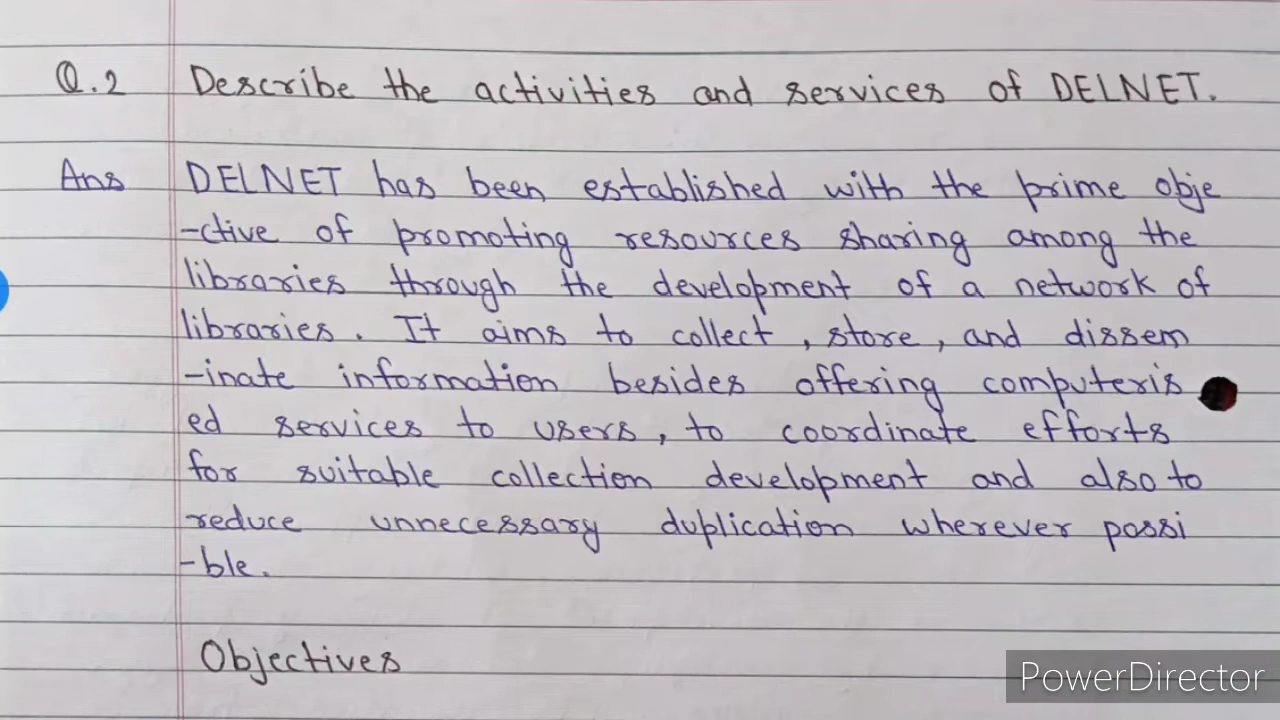 Q.2 Describe the activities and services of DELNET.
Ans DELNET has been established with the prime obje
-ctive of promoting resources sharing among the
libraries through the development of a network of
libraries. It aims to collect, store, and dissem
-inate information besides offering computeris
ed services to users, to coordinate efforts
for suitable collection development and also to
reduce unnecessary duplication wherever possi
-ble.
Objectives
PowerDirector